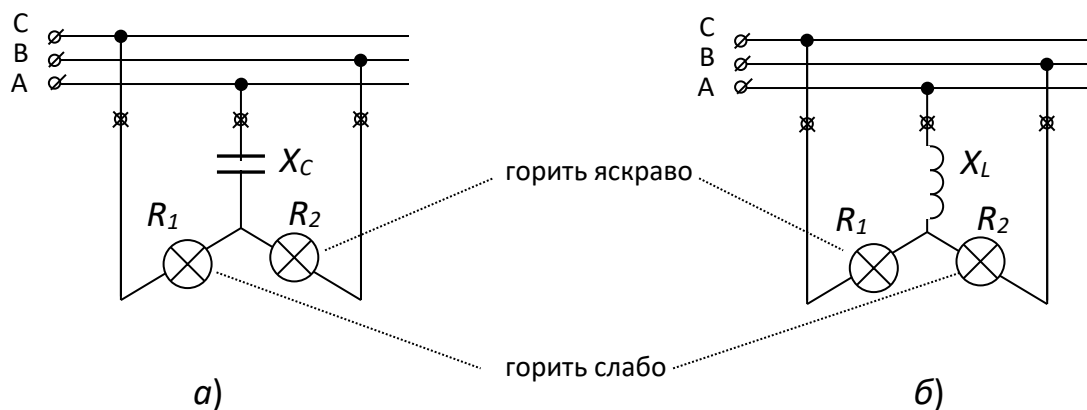 C
B
A
X_C
R_1
R_2
а)
горить яскраво
горить слабо
C
B
A
X_L
R_1
R_2
б)